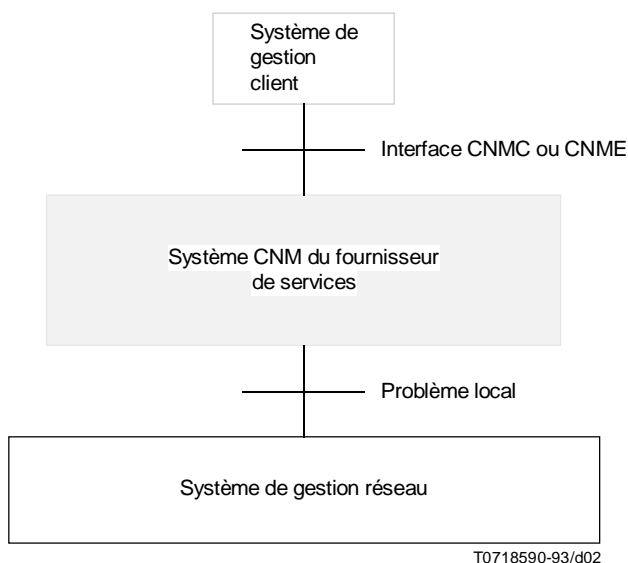 Système de
gestion
client
Interface CNMC ou CNME
Système CNM du fournisseur
de services
Problème local
Système de gestion réseau
T0718590-93/d02